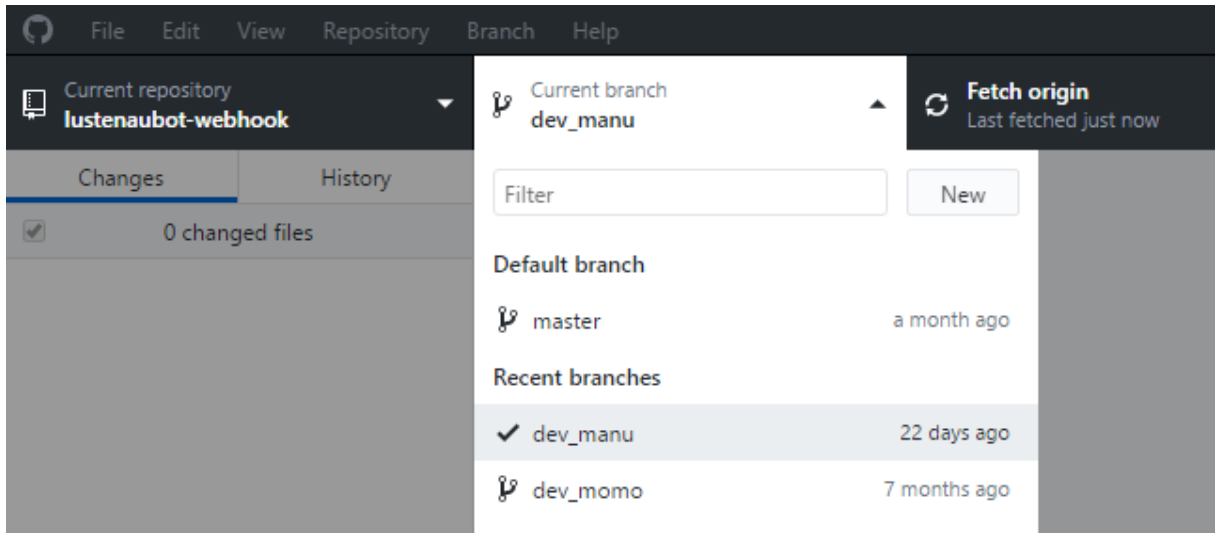 File Edit View Repository Branch Help
Current repository
lustenaubot-webhook
Current branch
dev_manu
Fetch origin
Last fetched just now
Changes History
0 changed files
Filter New
Default branch
master a month ago
Recent branches
dev_manu 22 days ago
dev_momo 7 months ago